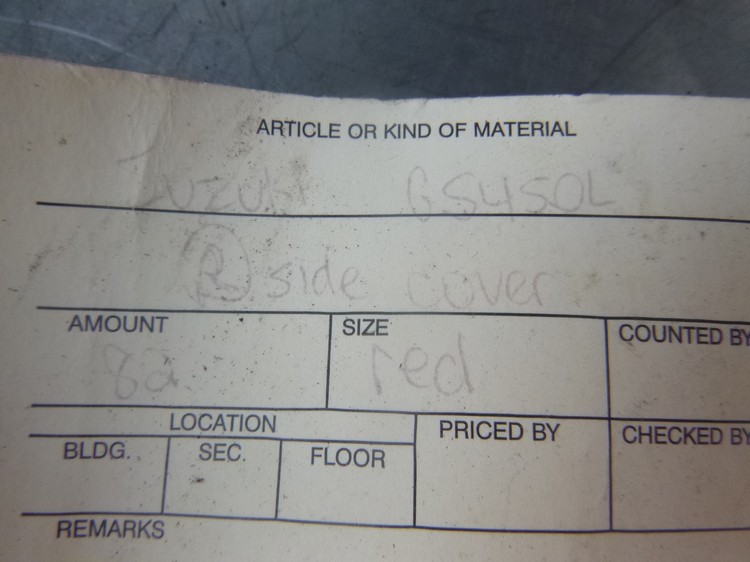 ARTICLE OR KIND OF MATERIAL
Suzuki GS450L
R side cover
AMOUNT SIZE COUNTED BY
82 red
LOCATION PRICED BY CHECKED BY
BLDG. SEC. FLOOR
REMARKS